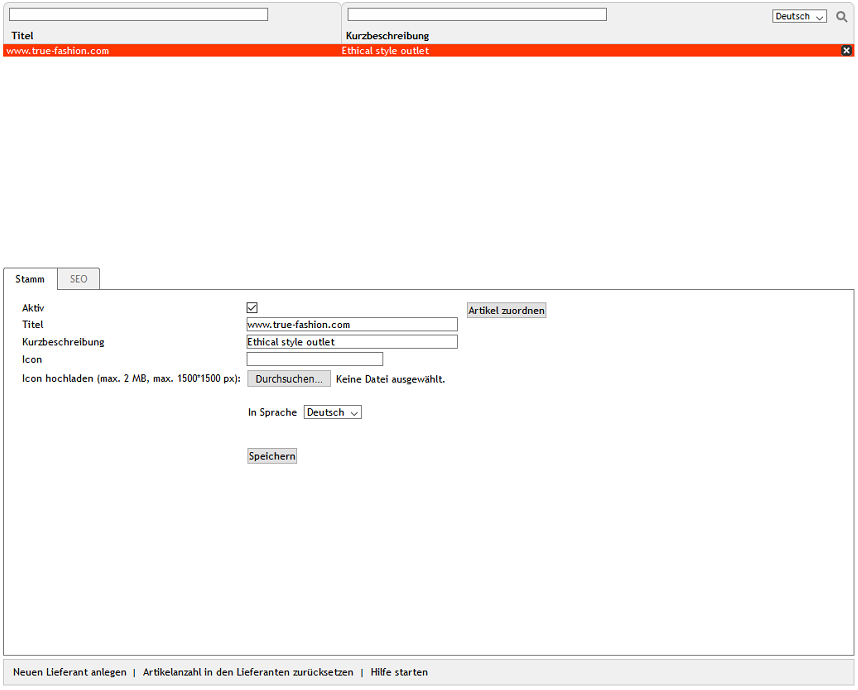 Deutsch
Titel Kurzbeschreibung
www.true-fashion.com Ethical style outlet
Stamm SEO
Aktiv Artikel zuordnen
Titel www.true-fashion.com
Kurzbeschreibung Ethical style outlet
Icon
Icon hochladen (max. 2 MB, max. 1500*1500 px): Durchsuchen... Keine Datei ausgewählt.
In Sprache Deutsch
Speichern
Neuen Lieferant anlegen | Artikelanzahl in den Lieferanten zurücksetzen | Hilfe starten